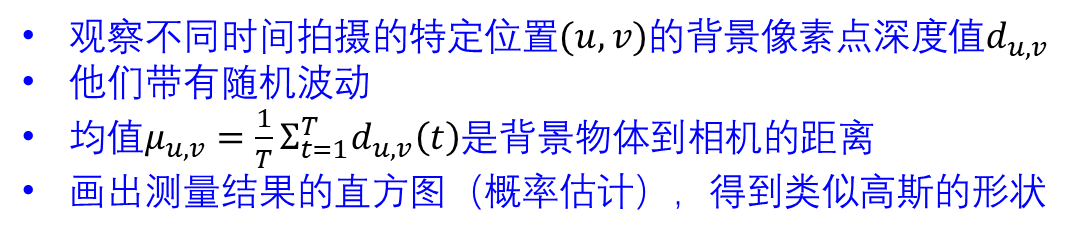 • 观察不同时间拍摄的特定位置(u, v)的背景像素点深度值d_{u,v}
• 他们带有随机波动
• 均值μ_{u,v} = \frac{1}{T} Σ_{t=1}^{T} d_{u,v}(t)是背景物体到相机的距离
• 画出测量结果的直方图（概率估计），得到类似高斯的形状